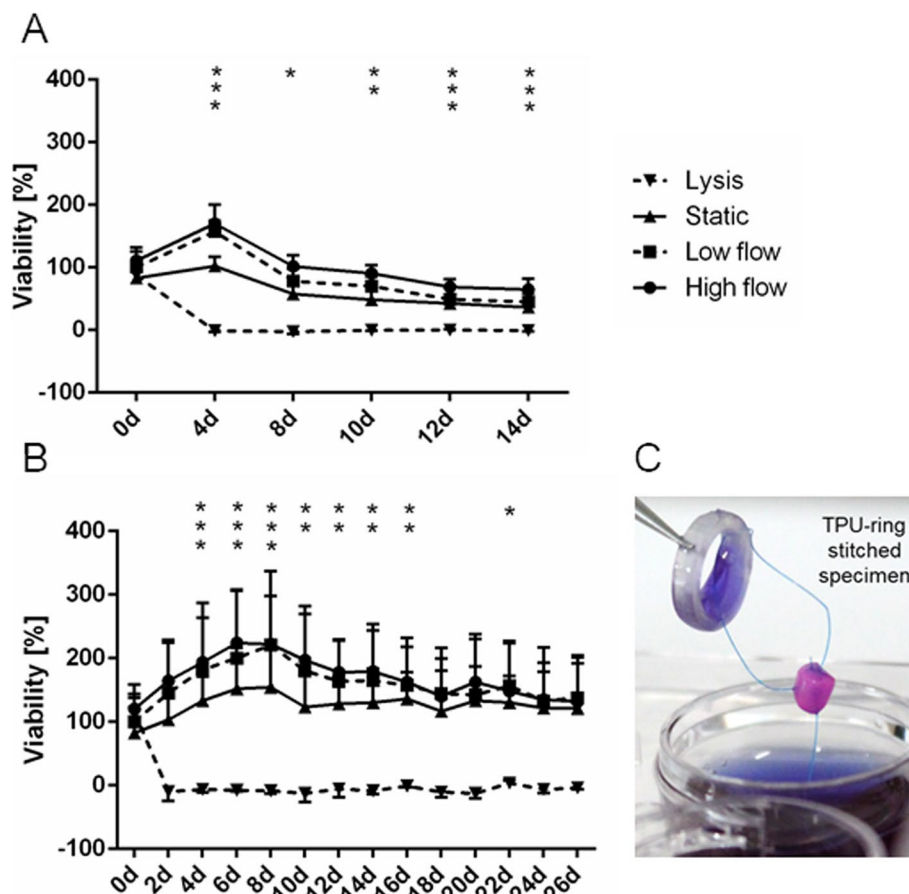 A
400
300
200
100
0
-100
Viability [%]
0d
4d
8d
10d
12d
14d
***
*
**
***
***
Lysis
Static
Low flow
High flow
B
400
300
200
100
0
-100
Viability [%]
0d
2d
4d
6d
8d
10d
12d
14d
16d
18d
20d
22d
24d
26d
***
***
***
**
**
**
**
*
C
TPU-ring
stitched
specimen